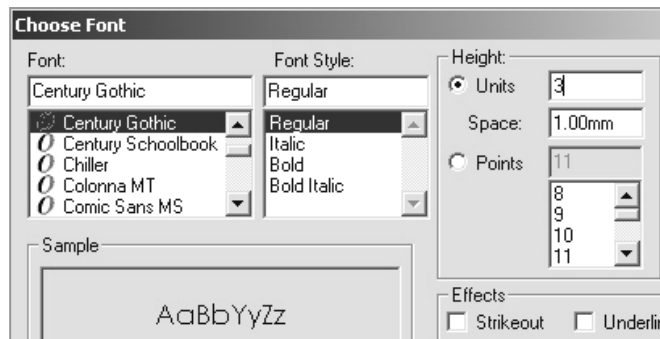 Choose Font
Font:
Century Gothic
Century Gothic
Century Schoolbook
Chiller
Colonna MT
Comic Sans MS
Font Style:
Regular
Regular
Italic
Bold
Bold Italic
Height:
Units 3
Space: 1.00mm
Points 11
8
9
10
11
Sample
AaBbYyZz
Effects
Strikeout